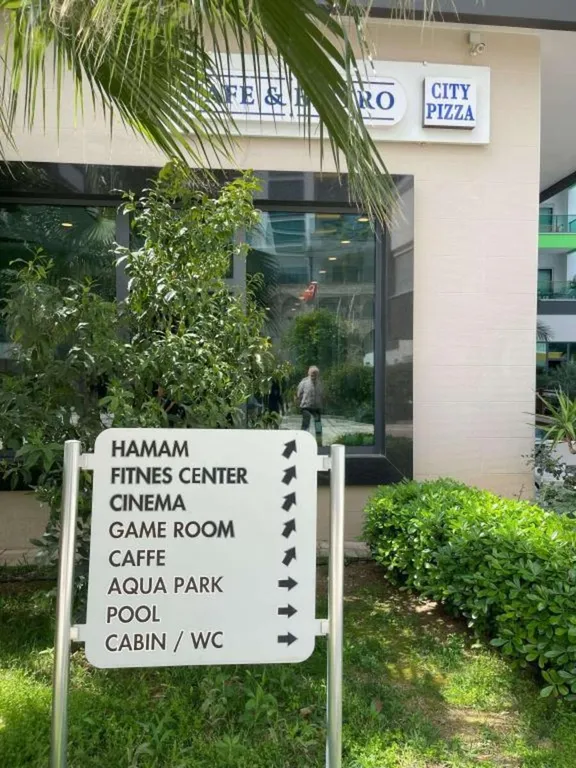 & 
CITY
PIZZA
HAMAM
FITNES CENTER
CINEMA
GAME ROOM
CAFFE
AQUA PARK
POOL
CABIN / WC